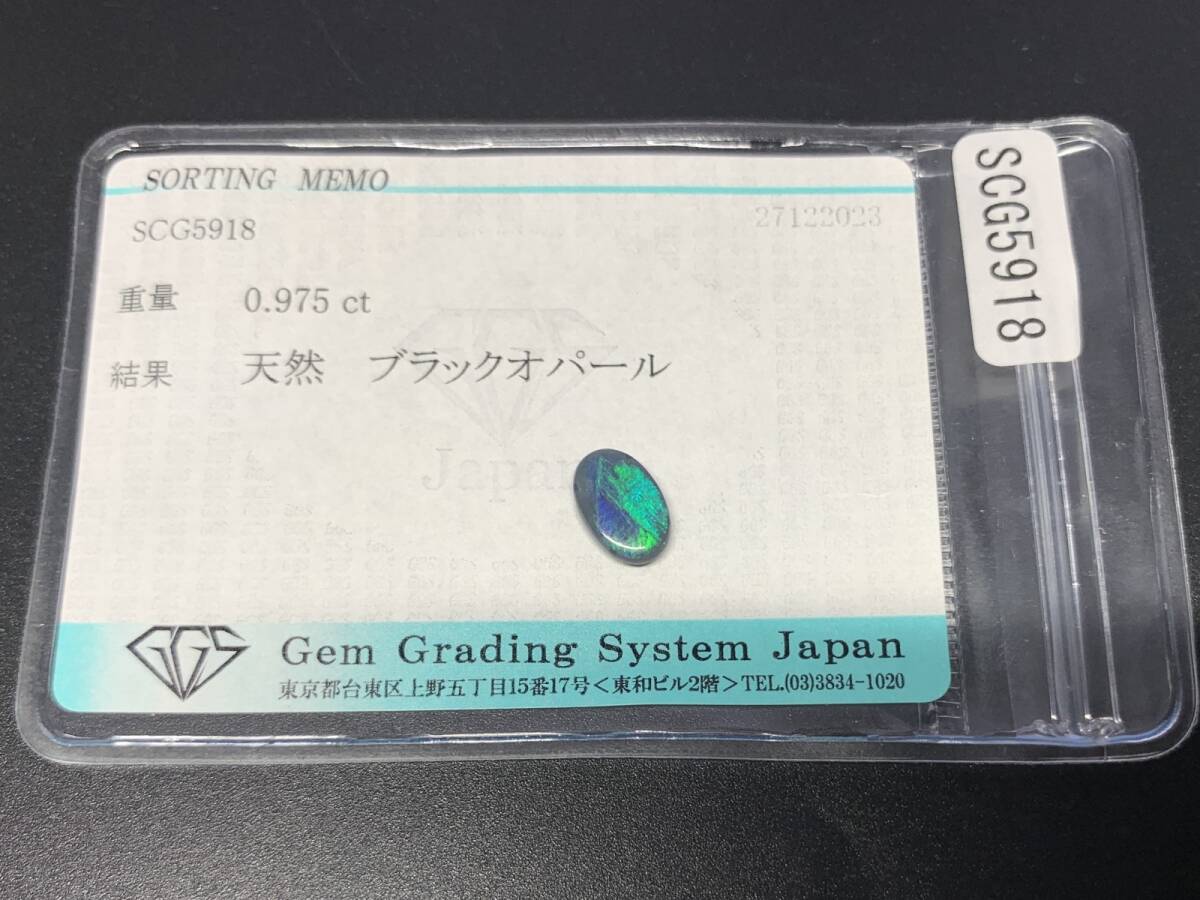 SORTING MEMO
SCG5918
27122023
重量 0.975 ct
結果 天然 ブラックオパール
Japan
GGS
Gem Grading System Japan
東京都台東区上野五丁目15番17号<東和ビル2階>TEL.(03)3834-1020
SCG5918